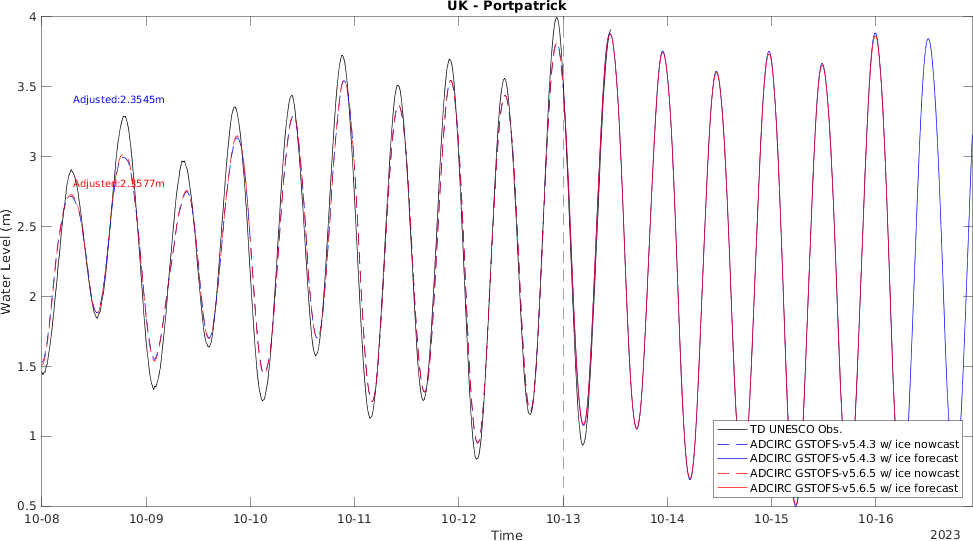 UK - Portpatrick
Water Level (m)
4
3.5
3
2.5
2
1.5
1
0.5
Adjusted:2.3545m
Adjusted:2.3577m
TD UNESCO Obs.
ADCIRC GSTOFS-v5.4.3 w/ ice nowcast
ADCIRC GSTOFS-v5.4.3 w/ ice forecast
ADCIRC GSTOFS-v5.6.5 w/ ice nowcast
ADCIRC GSTOFS-v5.6.5 w/ ice forecast
10-08 10-09 10-10 10-11 10-12 10-13 10-14 10-15 10-16
2023
Time